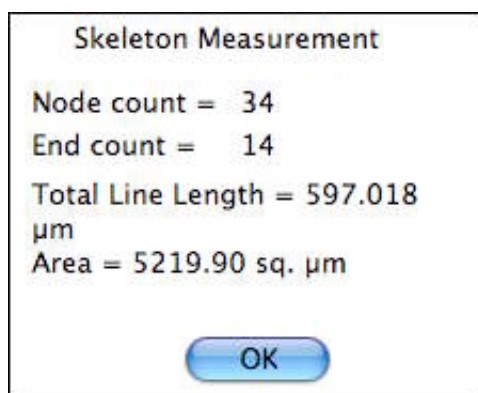 Skeleton Measurement
Node count = 34
End count = 14
Total Line Length = 597.018
µm
Area = 5219.90 sq. µm
OK